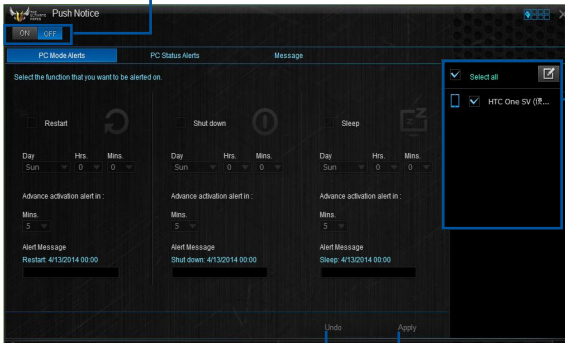 THE ULTIMATE FORCE Push Notice
ON OFF
PC Mode Alerts PC Status Alerts Message
Select the function that you want to be alerted on.
Select all
HTC One SV (
Restart Shut down Sleep
Day Hrs. Mins. Day Hrs. Mins. Day Hrs. Mins.
Sun 0 0 Sun 0 0 Sun 0 0
Advance activation alert in : Advance activation alert in : Advance activation alert in :
Mins. Mins. Mins.
5 5 5
Alert Message Alert Message Alert Message
Restart: 4/13/2014 00:00 Shut down: 4/13/2014 00:00 Sleep: 4/13/2014 00:00
Undo Apply